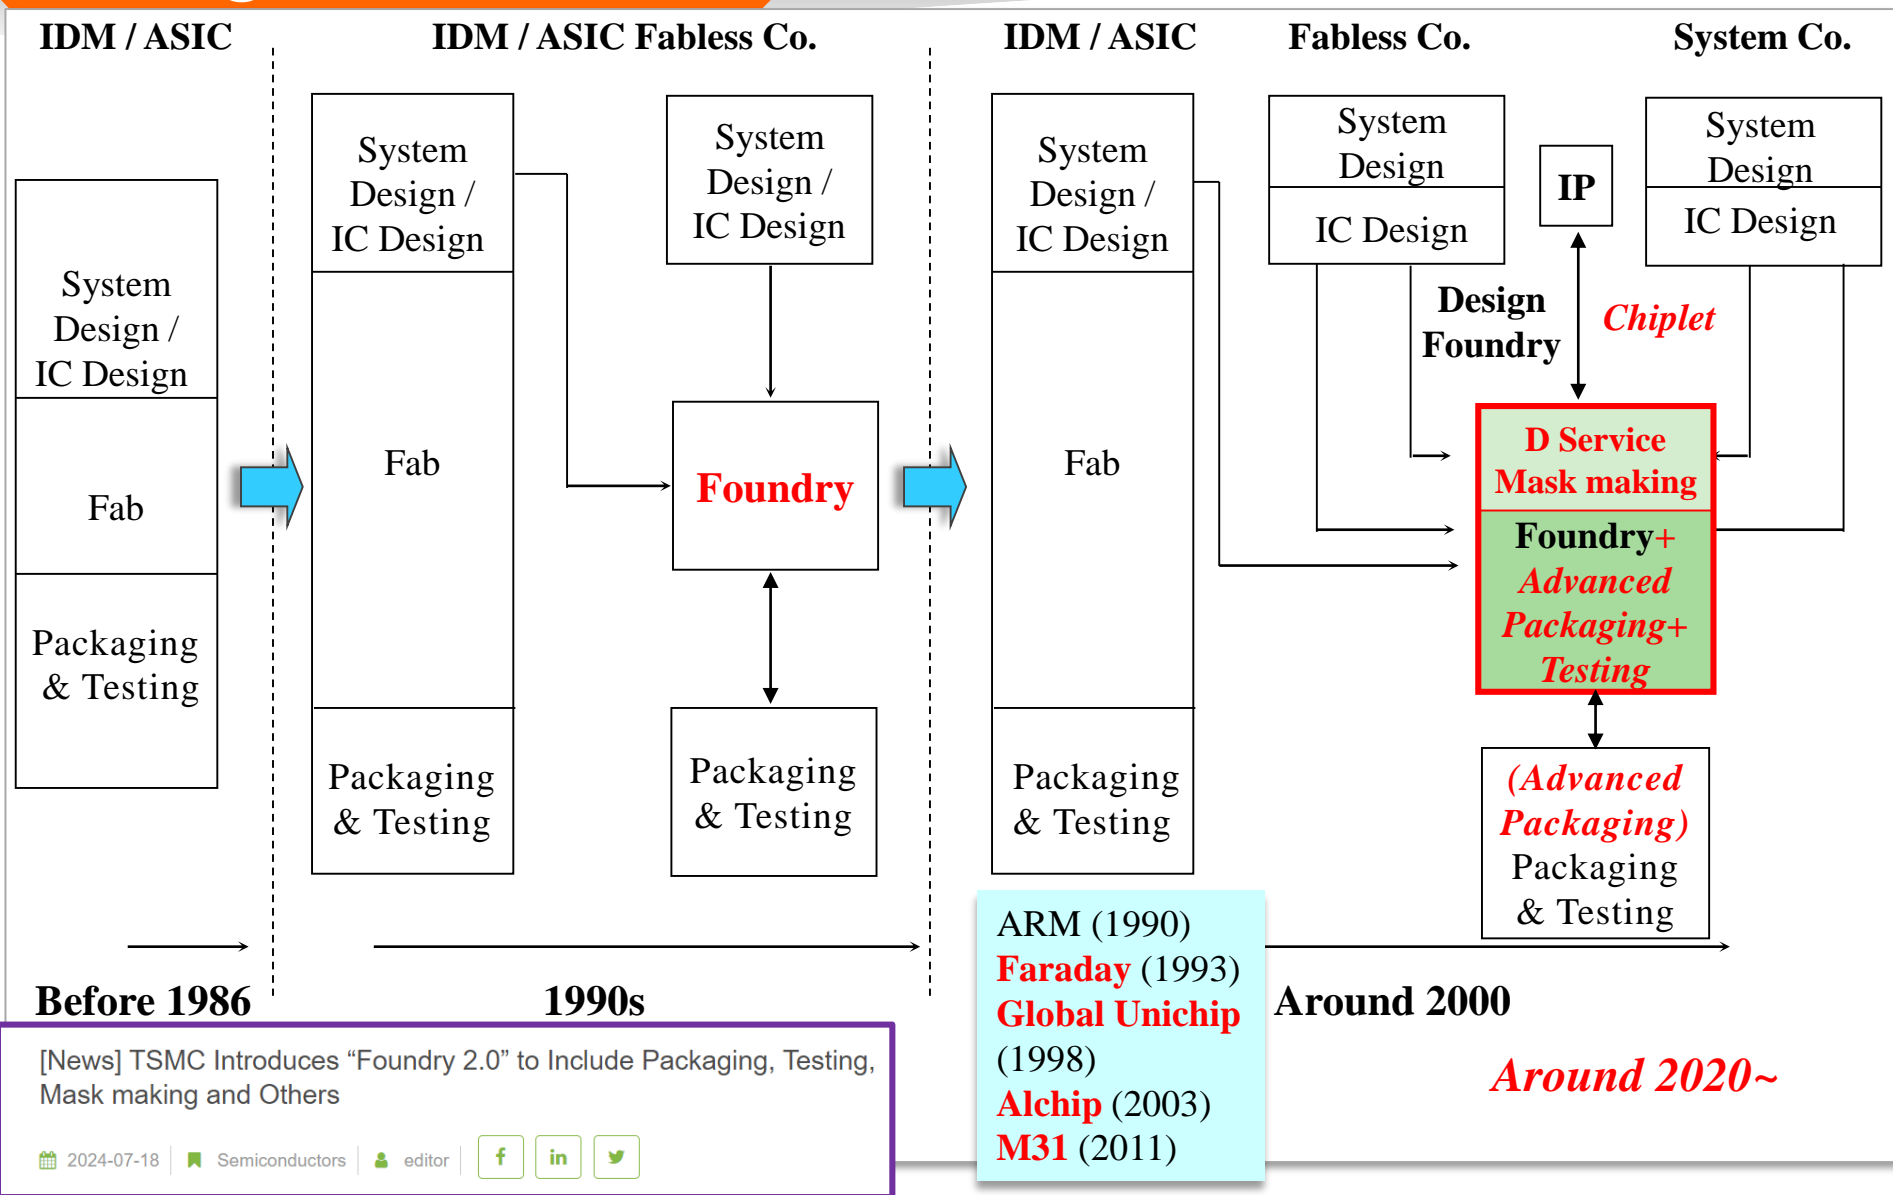 IDM / ASIC
IDM / ASIC Fabless Co.
IDM / ASIC
Fabless Co.
System Co.
System
Design /
IC Design
Fab
Packaging
& Testing
System
Design /
IC Design
Fab
Packaging
& Testing
System
Design /
IC Design
Foundry
Packaging
& Testing
System
Design /
IC Design
Fab
Packaging
& Testing
System
Design
IC Design
IP
System
Design
IC Design
Design
Foundry
Chiplet
D Service
Mask making
Foundry+
Advanced
Packaging+
Testing
(Advanced
Packaging)
Packaging
& Testing
Before 1986
1990s
ARM (1990)
Faraday (1993)
Global Unichip
(1998)
Alchip (2003)
M31 (2011)
Around 2000
Around 2020~
[News] TSMC Introduces “Foundry 2.0” to Include Packaging, Testing,
Mask making and Others
2024-07-18 Semiconductors editor f in